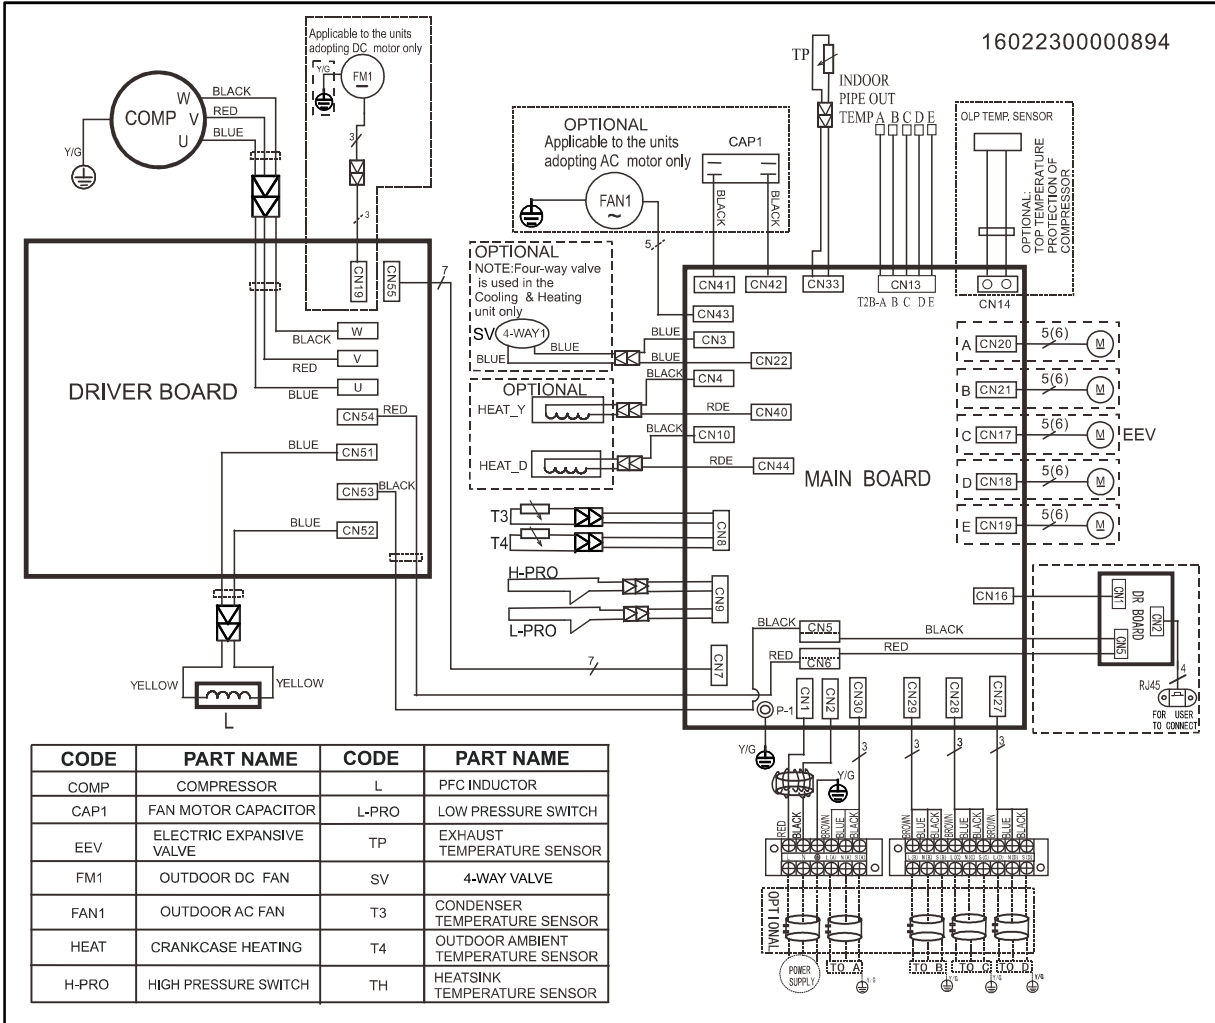 16022300000894
Applicable to the units
adopting DC motor only
Y/G
FM1
3
3
COMP
W
V
U
BLACK
RED
BLUE
Y/G
DRIVER BOARD
CN19
CN55
7
W
V
U
BLACK
RED
BLUE
CN54
RED
CN51
BLUE
CN53
BLACK
CN52
BLUE
YELLOW
YELLOW
L
OPTIONAL
Applicable to the units
adopting AC motor only
CAP1
FAN1
~
BLACK
BLACK
5
TP
INDOOR
PIPE OUT
TEMP
A B C D E
OLP TEMP. SENSOR
OPTIONAL:
TOP TEMPERATURE
PROTECTION OF
COMPRESSOR
OPTIONAL
NOTE:Four-way valve
is used in the
Cooling & Heating
unit only
SV
4-WAY1
BLUE
BLUE
BLUE
BLUE
OPTIONAL
HEAT_Y
HEAT_D
BLACK
RDE
BLACK
RDE
MAIN BOARD
CN41
CN42
CN33
CN13
T2B-A B C D E
CN14
CN43
CN3
CN22
CN4
CN40
CN10
CN44
A
CN20
5(6)
M
B
CN21
5(6)
M
C
CN17
5(6)
M
EEV
D
CN18
5(6)
M
E
CN19
5(6)
M
T3
T4
CN8
H-PRO
L-PRO
CN9
7
CN7
CN16
BLACK
CN5
BLACK
RED
CN6
RED
CN1
DR BOARD
CN2
CN5
4
RJ45
FOR USER
TO CONNECT
P-1
CN1
CN2
CN30
CN29
CN28
CN27
Y/G
Y/G
3
3
3
3
RED
BLACK
BROWN
BLUE
BLACK
BROWN
BLUE
BLACK
BROWN
BLUE
BLACK
BROWN
BLUE
BLACK
L N L(A) N(A) S(A)
L(B) N(B) S(B) L(C) N(C) S(C) L(D) N(D) S(D)
OPTIONAL
POWER
SUPPLY
TO A
Y/G
TO B
Y/G
TO C
Y/G
TO D
Y/G
CODE PART NAME CODE PART NAME
COMP COMPRESSOR L PFC INDUCTOR
CAP1 FAN MOTOR CAPACITOR L-PRO LOW PRESSURE SWITCH
EEV ELECTRIC EXPANSIVE VALVE TP EXHAUST TEMPERATURE SENSOR
FM1 OUTDOOR DC FAN SV 4-WAY VALVE
FAN1 OUTDOOR AC FAN T3 CONDENSER TEMPERATURE SENSOR
HEAT CRANKCASE HEATING T4 OUTDOOR AMBIENT TEMPERATURE SENSOR
H-PRO HIGH PRESSURE SWITCH TH HEATSINK TEMPERATURE SENSOR